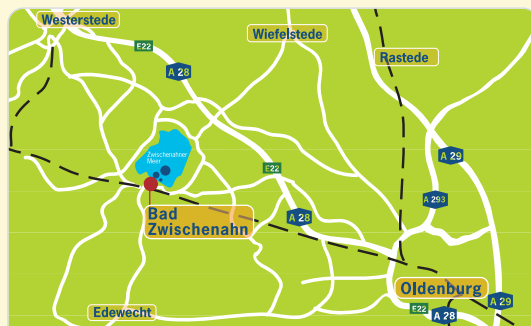 Westerstede
E22
Wiefelstede
Rastede
A 28
A 29
Zwischenahner
Meer
E22
A 293
Bad
Zwischenahn
A 28
Oldenburg
Edewecht
E22
A 28
A 29